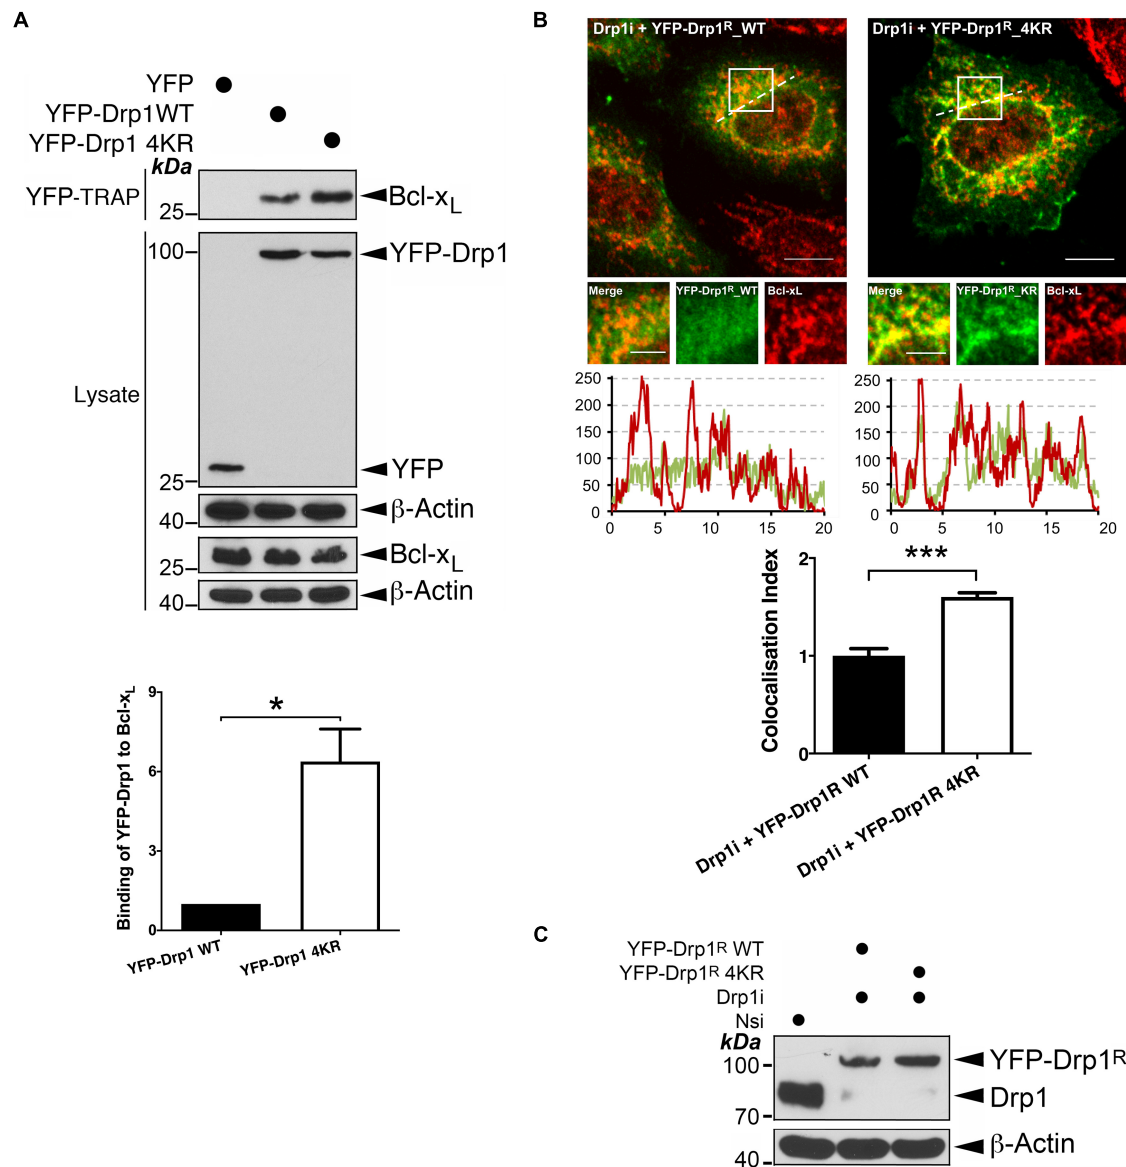 A
YFP
YFP-Drp1WT
YFP-Drp1 4KR
kDa
YFP-TRAP
25
Bcl-xL
Lysate
100
YFP-Drp1
25
YFP
40
β-Actin
25
Bcl-xL
40
β-Actin
Binding of YFP-Drp1 to Bcl-xL
9
6
3
0
*
YFP-Drp1 WT
YFP-Drp1 4KR
B
Drp1i + YFP-Drp1R_WT
Drp1i + YFP-Drp1R_4KR
Merge
YFP-Drp1R_WT
Bcl-xL
Merge
YFP-Drp1R_KR
Bcl-xL
250
200
150
100
50
0
0 5 10 15 20
250
200
150
100
50
0
0 5 10 15 20
Colocalisation Index
2
1
0
***
Drp1i + YFP-Drp1R WT
Drp1i + YFP-Drp1R 4KR
C
YFP-Drp1R WT
YFP-Drp1R 4KR
Drp1i
Nsi
kDa
100
YFP-Drp1R
Drp1
70
β-Actin
40